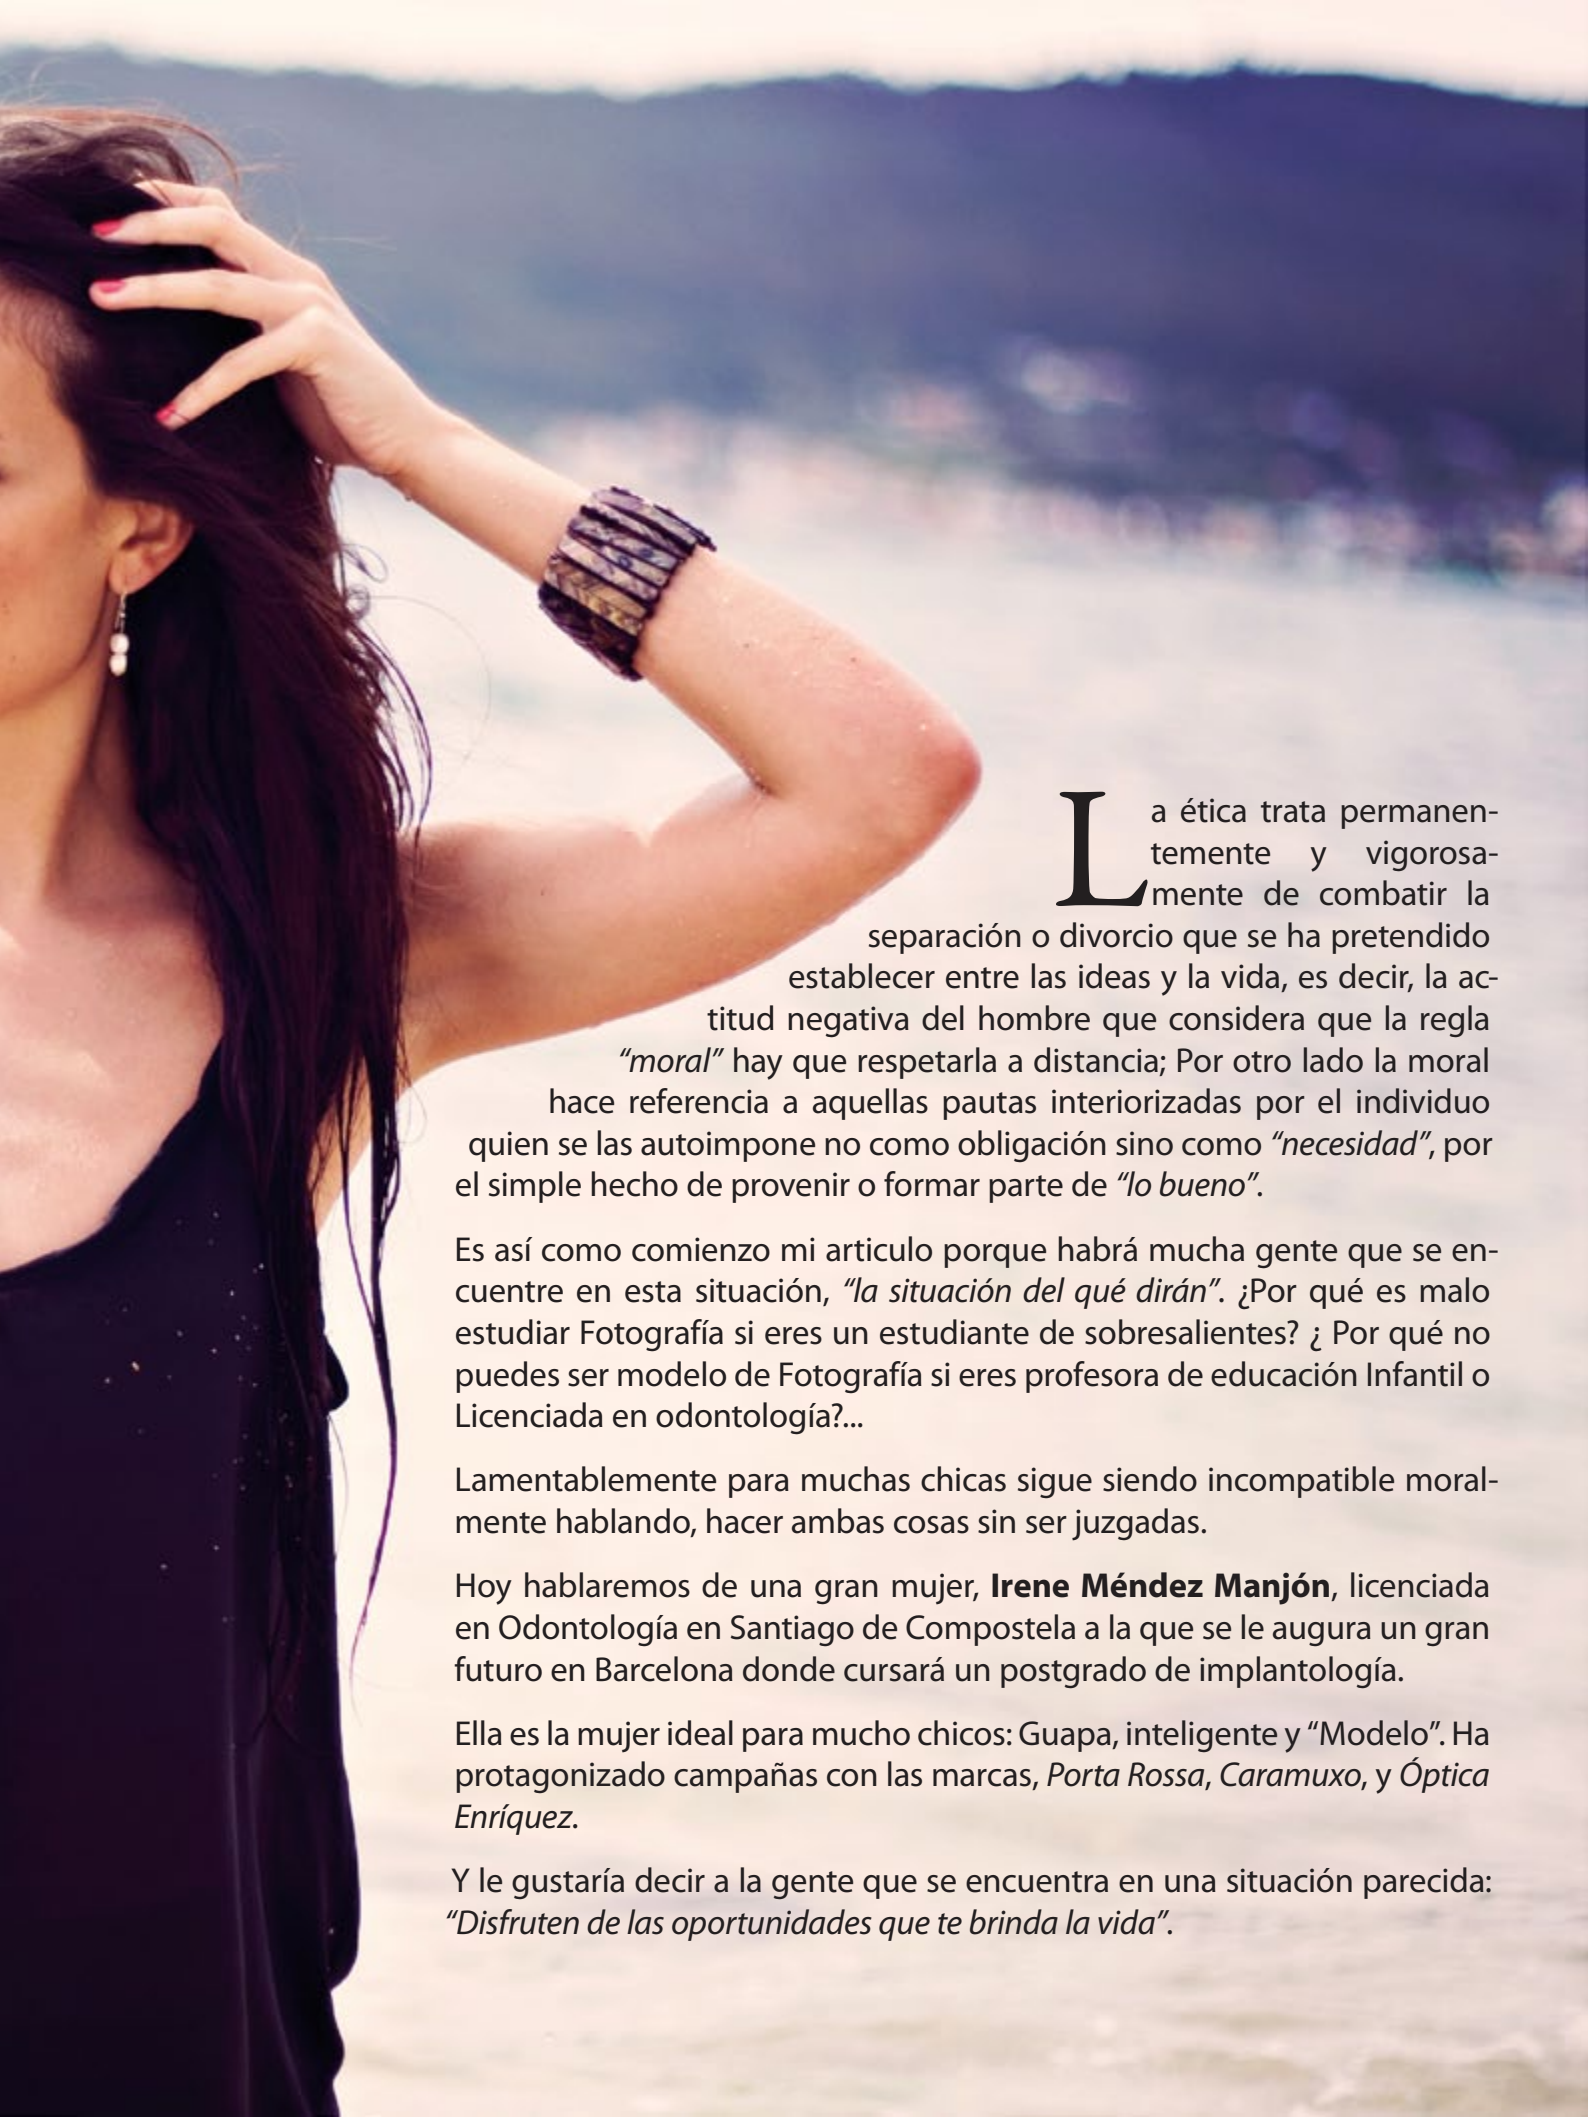 La ética trata permanen-
temente y vigorosa-
mente de combatir la
separación o divorcio que se ha pretendido
establecer entre las ideas y la vida, es decir, la ac-
titud negativa del hombre que considera que la regla
“moral” hay que respetarla a distancia; Por otro lado la moral
hace referencia a aquellas pautas interiorizadas por el individuo
quien se las autoimpone no como obligación sino como “necesidad”, por
el simple hecho de provenir o formar parte de “lo bueno”.
Es así como comienzo mi articulo porque habrá mucha gente que se en-
cuentre en esta situación, “la situación del qué dirán”. ¿Por qué es malo
estudiar Fotografía si eres un estudiante de sobresalientes? ¿ Por qué no
puedes ser modelo de Fotografía si eres profesora de educación Infantil o
Licenciada en odontología?...
Lamentablemente para muchas chicas sigue siendo incompatible moral-
mente hablando, hacer ambas cosas sin ser juzgadas.
Hoy hablaremos de una gran mujer, Irene Méndez Manjón, licenciada
en Odontología en Santiago de Compostela a la que se le augura un gran
futuro en Barcelona donde cursará un postgrado de implantología.
Ella es la mujer ideal para mucho chicos: Guapa, inteligente y “Modelo”. Ha
protagonizado campañas con las marcas, Porta Rossa, Caramuxo, y Óptica
Enríquez.
Y le gustaría decir a la gente que se encuentra en una situación parecida:
“Disfruten de las oportunidades que te brinda la vida”.